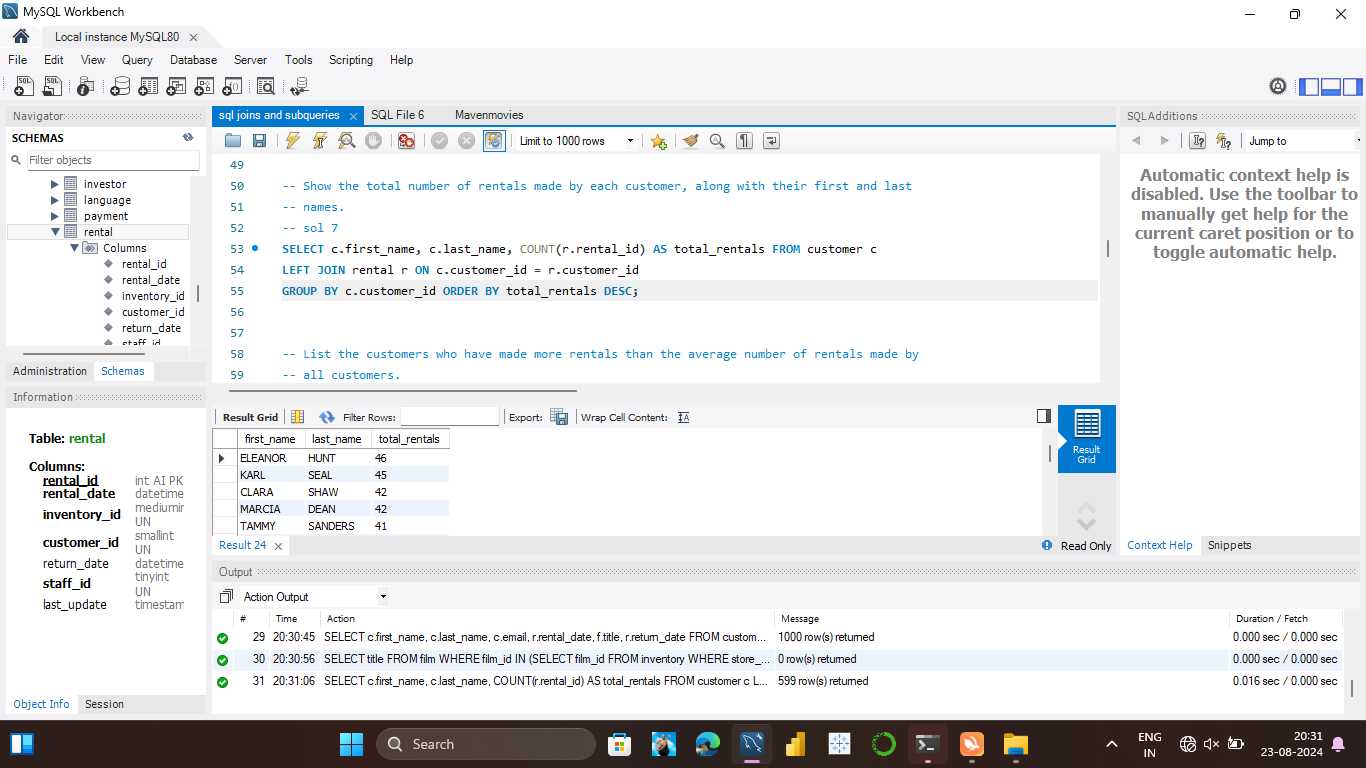 MySQL Workbench
Local instance MySQL80
File Edit View Query Database Server Tools Scripting Help
Navigator
SCHEMAS
Filter objects
investor
language
payment
rental
Columns
rental_id
rental_date
inventory_id
customer_id
return_date
staff_id
Administration Schemas
Information
Table: rental
Columns:
rental_id int AI PK
rental_date datetime
inventory_id mediumin
UN
customer_id smallint
UN
return_date datetime
staff_id tinyint
UN
last_update timestam
Object Info Session
sql joins and subqueries SQL File 6 Mavenmovies
Limit to 1000 rows
49
50 -- Show the total number of rentals made by each customer, along with their first and last
51 -- names.
52 -- sol 7
53 SELECT c.first_name, c.last_name, COUNT(r.rental_id) AS total_rentals FROM customer c
54 LEFT JOIN rental r ON c.customer_id = r.customer_id
55 GROUP BY c.customer_id ORDER BY total_rentals DESC;
56
57
58 -- List the customers who have made more rentals than the average number of rentals made by
59 -- all customers.
Result Grid Filter Rows: Export: Wrap Cell Content:
first_name last_name total_rentals
ELEANOR HUNT 46
KARL SEAL 45
CLARA SHAW 42
MARCIA DEAN 42
TAMMY SANDERS 41
Result
Grid
Result 24
Read Only
SQLAdditions
Jump to
Automatic context help is
disabled. Use the toolbar to
manually get help for the
current caret position or to
toggle automatic help.
Context Help Snippets
Output
Action Output
# Time Action Message Duration / Fetch
29 20:30:45 SELECT c.first_name, c.last_name, c.email, r.rental_date, f.title, r.return_date FROM custom... 1000 row(s) returned 0.000 sec / 0.000 sec
30 20:30:56 SELECT title FROM film WHERE film_id IN (SELECT film_id FROM inventory WHERE store_... 0 row(s) returned 0.000 sec / 0.000 sec
31 20:31:06 SELECT c.first_name, c.last_name, COUNT(r.rental_id) AS total_rentals FROM customer c L... 599 row(s) returned 0.016 sec / 0.000 sec
Search
ENG
IN
20:31
23-08-2024